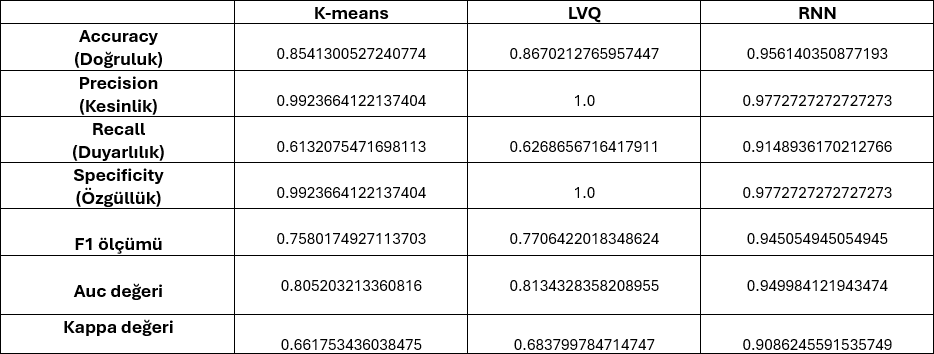 K-means LVQ RNN
Accuracy
(Doğruluk) 0.8541300527240774 0.8670212765957447 0.956140350877193
Precision
(Kesinlik) 0.9923664122137404 1.0 0.9772727272727273
Recall
(Duyarlılık) 0.6132075471698113 0.6268656716417911 0.9148936170212766
Specificity
(Özgüllük) 0.9923664122137404 1.0 0.9772727272727273
F1 ölçümü 0.7580174927113703 0.7706422018348624 0.945054945054945
Auc değeri 0.805203213360816 0.8134328358208955 0.949984121943474
Kappa değeri 0.661753436038475 0.683799784714747 0.9086245591535749